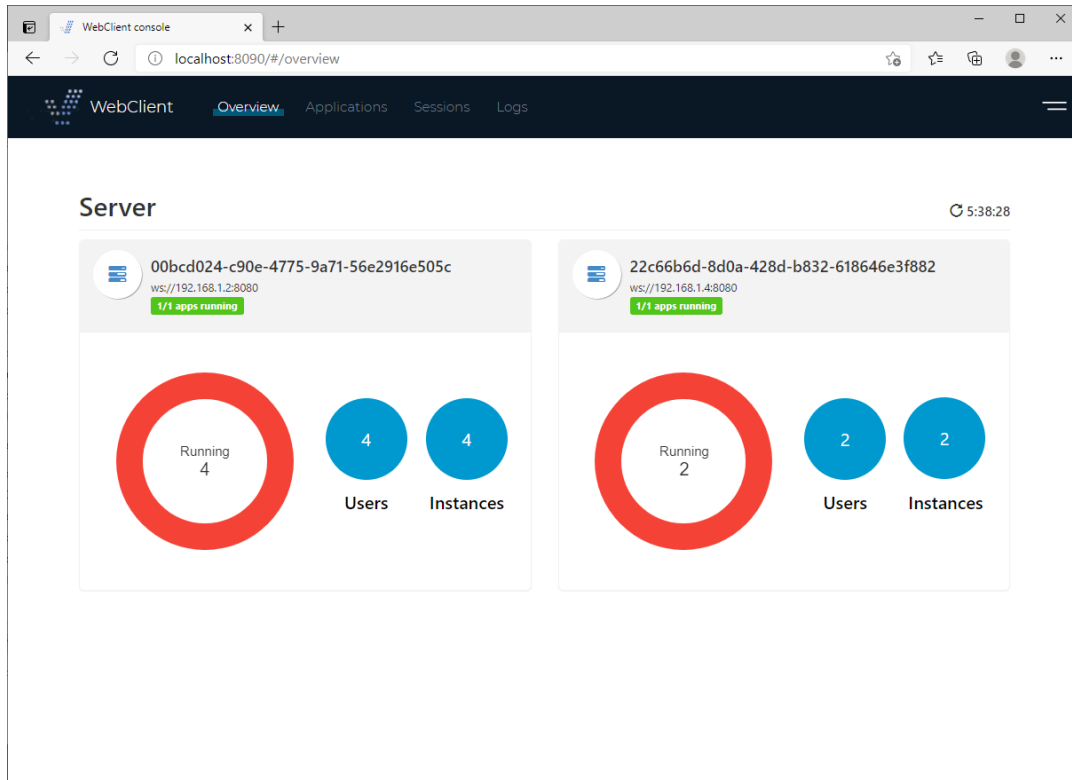 WebClient console
localhost:8090/#/overview
WebClient Overview Applications Sessions Logs
Server
5:38:28
00bcd024-c90e-4775-9a71-56e2916e505c
ws://192.168.1.2:8080
1/1 apps running
Running
4
4
4
Users
Instances
22c66b6d-8d0a-428d-b832-618646e3f882
ws://192.168.1.4:8080
1/1 apps running
Running
2
2
2
Users
Instances